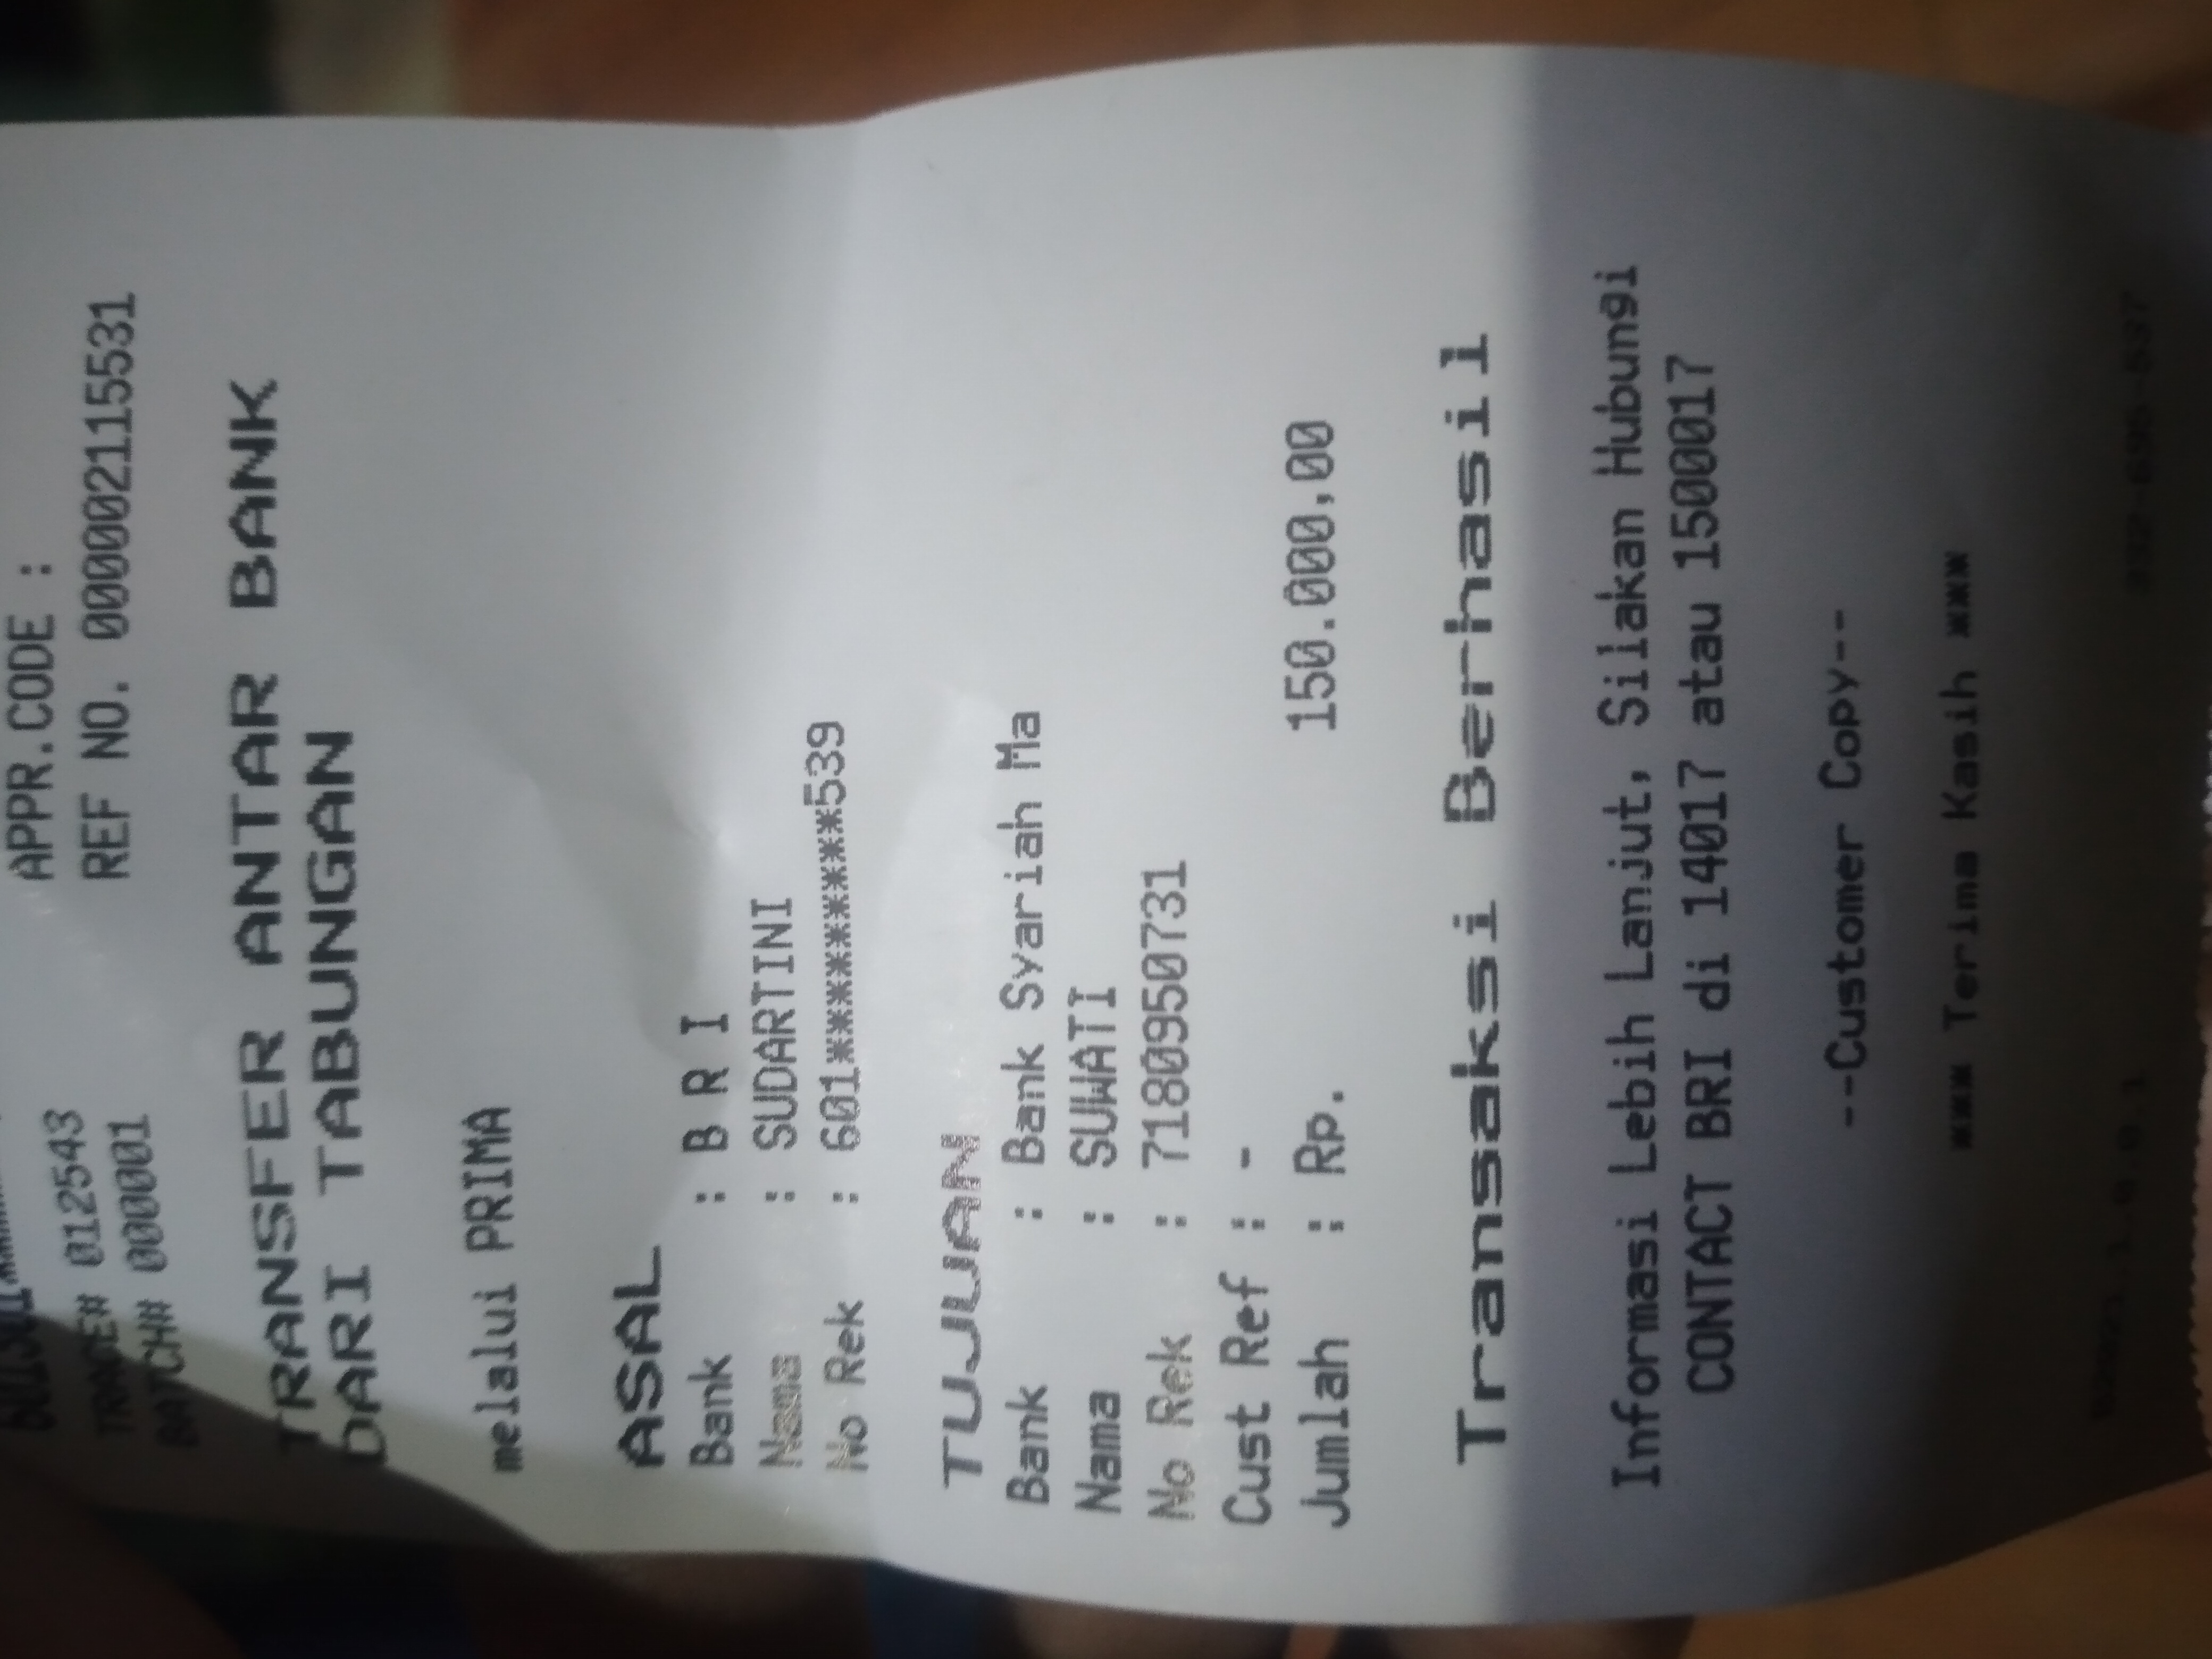 TRACE# 012543
APPR.CODE :
BATCH# 000001
REF NO. 000002115531
TRANSFER ANTAR BANK
DARI TABUNGAN
melalui PRIMA
ASAL
Bank : B R I
Nama : SUDARTINI
No Rek : 601*********539
TUJUAN
Bank : Bank Syariah Ma
Nama : SUWATI
No Rek : 7180950731
Cust Ref : -
Jumlah : Rp. 150.000,00
Transaksi Berhasil
Informasi Lebih Lanjut, Silakan Hubungi
CONTACT BRI di 14017 atau 1500017
--Customer Copy--
*** Terima Kasih ***